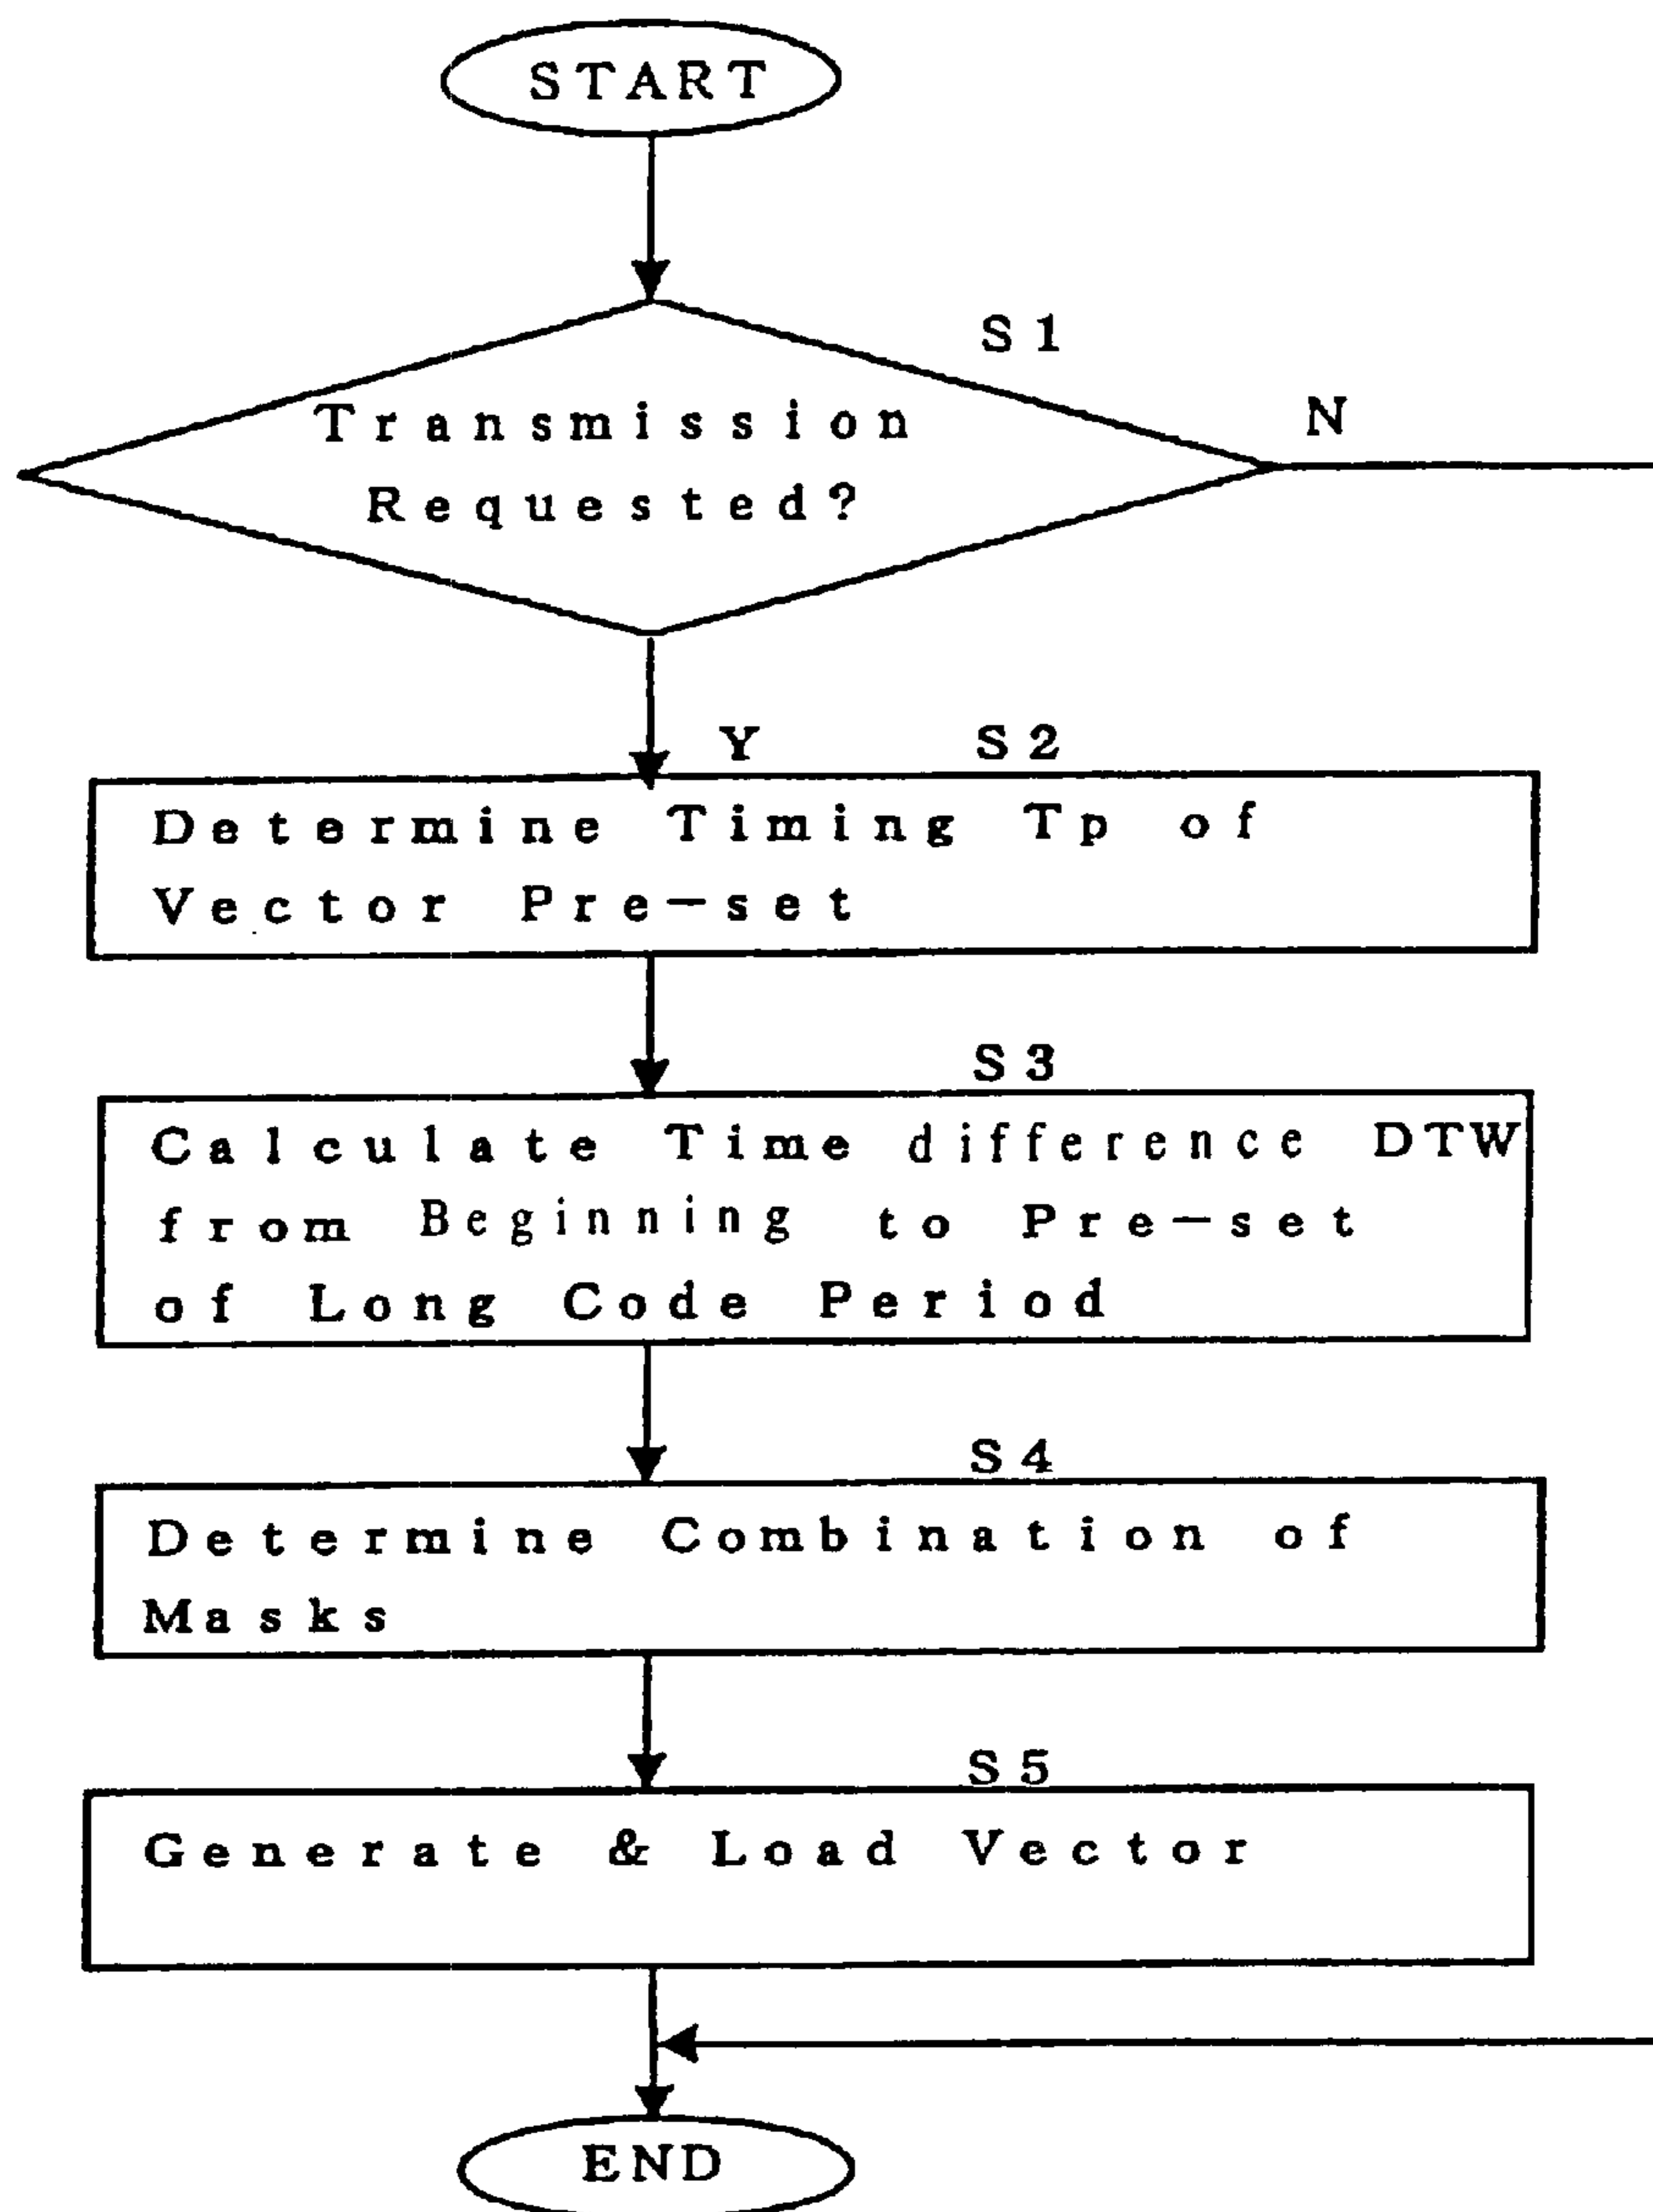 START
S1
Transmission
Requested?
N
Y
S2
Determine Timing Tp of
Vector Pre-set
S3
Calculate Time difference DTW
from Beginning to Pre-set
of Long Code Period
S4
Determine Combination of
Masks
S5
Generate & Load Vector
END